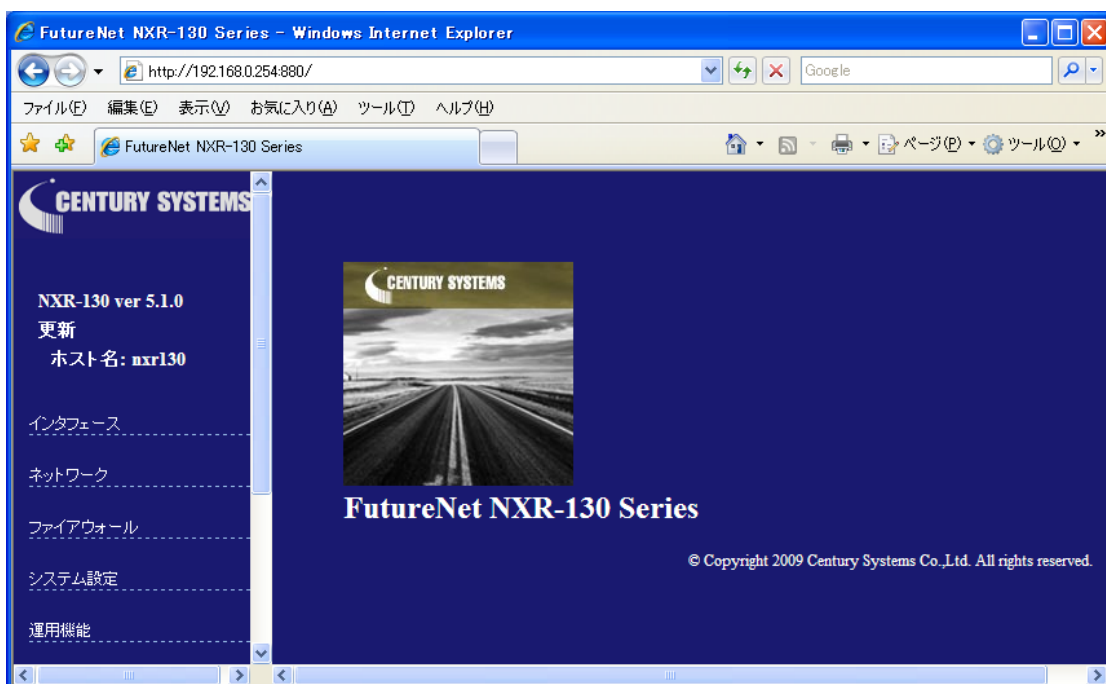 FutureNet NXR-130 Series - Windows Internet Explorer
http://192.168.0.254:880/
Google
ファイル(F) 編集(E) 表示(V) お気に入り(A) ツール(T) ヘルプ(H)
FutureNet NXR-130 Series
ページ(P) ツール(O) »
CENTURY SYSTEMS
NXR-130 ver 5.1.0
更新
ホスト名: nxr130
インタフェース
ネットワーク
ファイアウォール
システム設定
運用機能
CENTURY SYSTEMS
FutureNet NXR-130 Series
© Copyright 2009 Century Systems Co.,Ltd. All rights reserved.